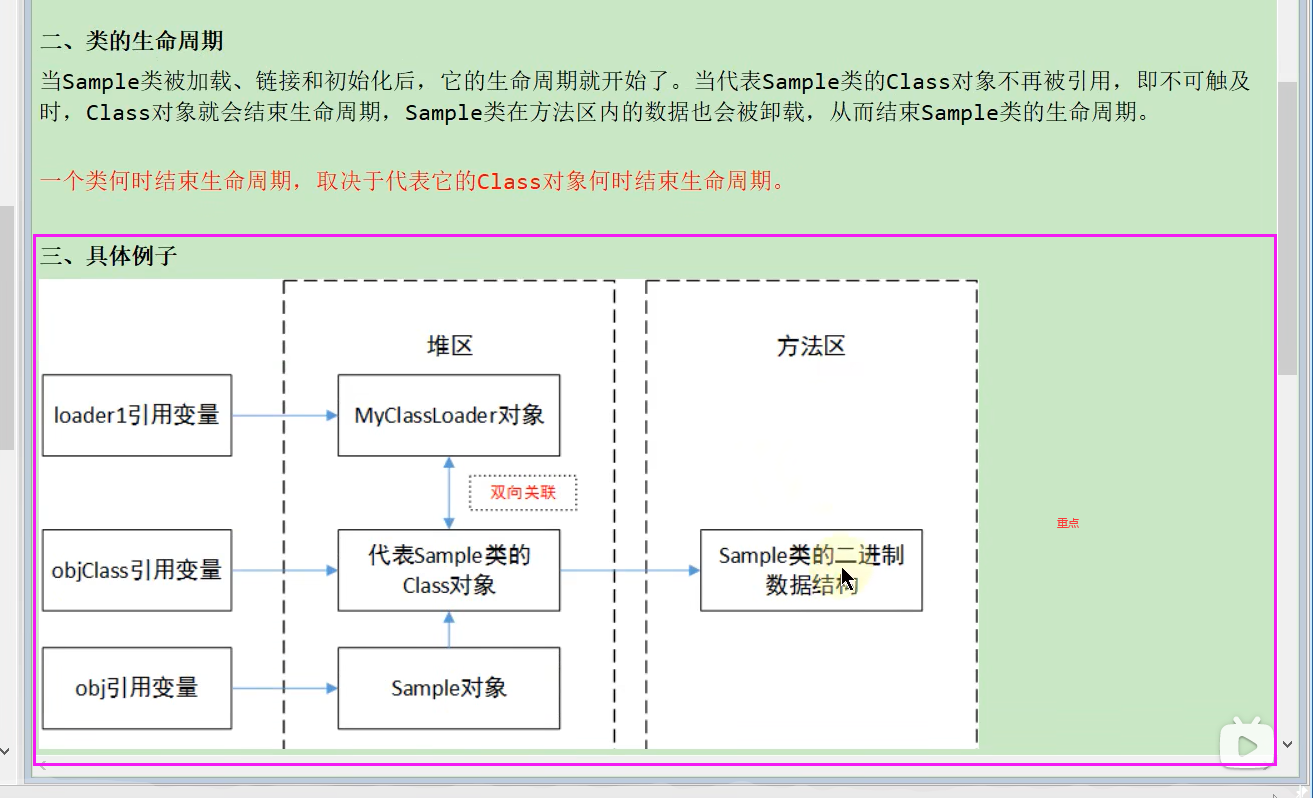 二、类的生命周期
当Sample类被加载、链接和初始化后，它的生命周期就开始了。当代表Sample类的Class对象不再被引用，即不可触及
时，Class对象就会结束生命周期，Sample类在方法区内的数据也会被卸载，从而结束Sample类的生命周期。
一个类何时结束生命周期，取决于代表它的Class对象何时结束生命周期。
三、具体例子
堆区
方法区
loader1引用变量
MyClassLoader对象
双向关联
重点
objClass引用变量
代表Sample类的
Class对象
Sample类的二进制
数据结构
obj引用变量
Sample对象